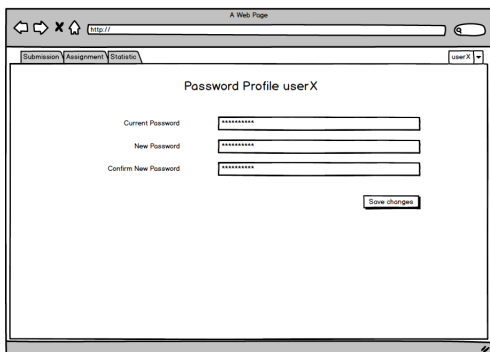 A Web Page
http://
Submission Assignment Statistic userX
Password Profile userX
Current Password **********
New Password **********
Confirm New Password **********
Save changes